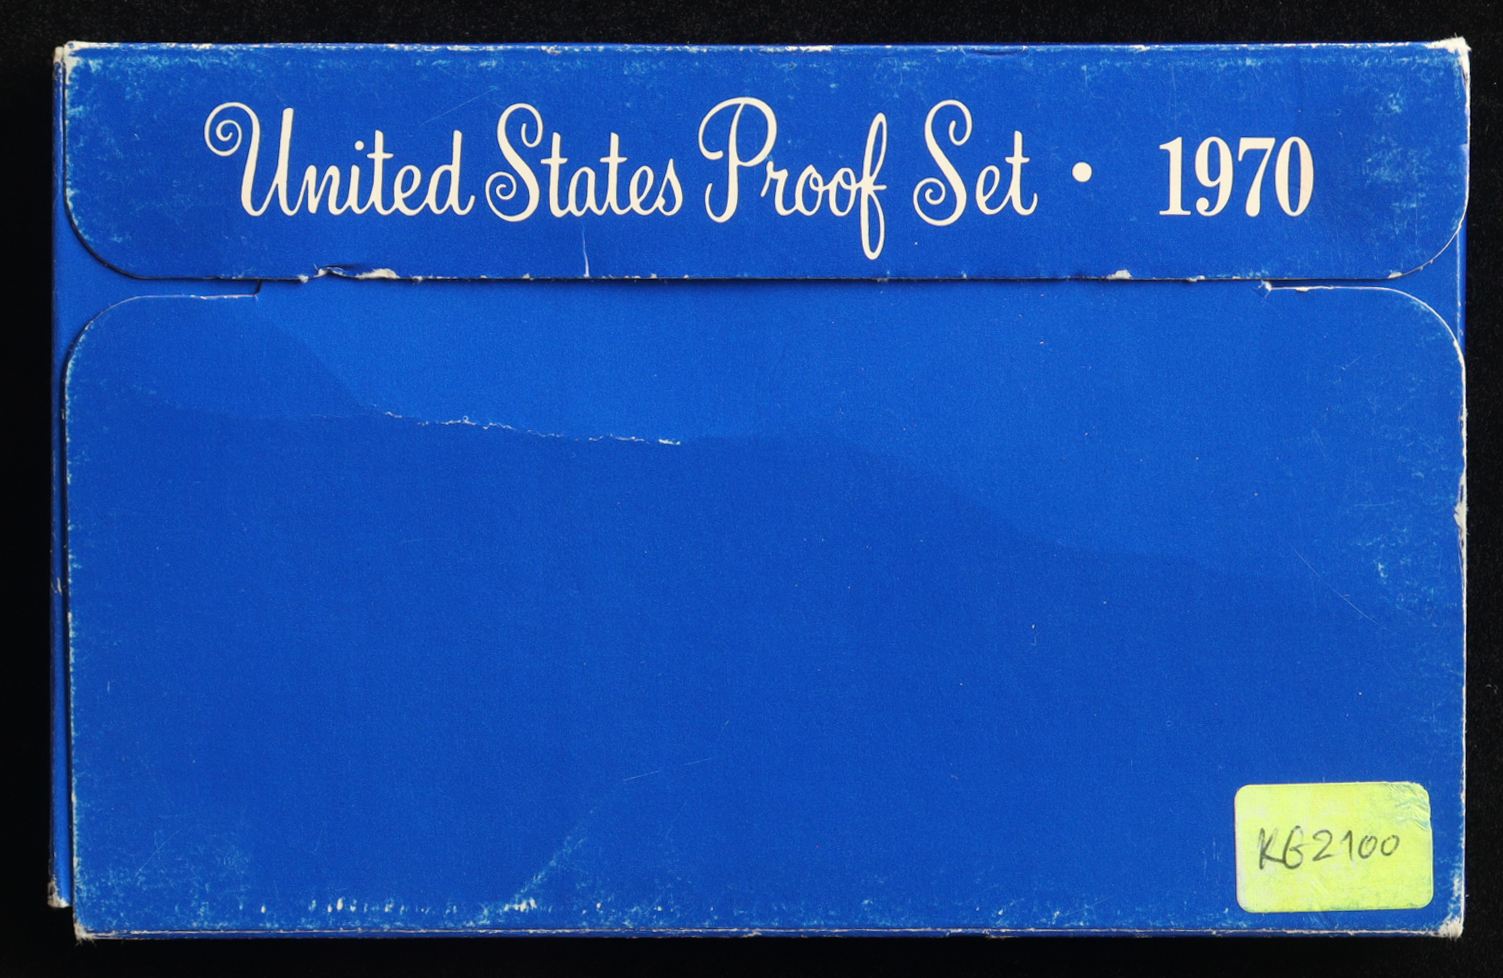 United States Proof Set • 1970
KG2100